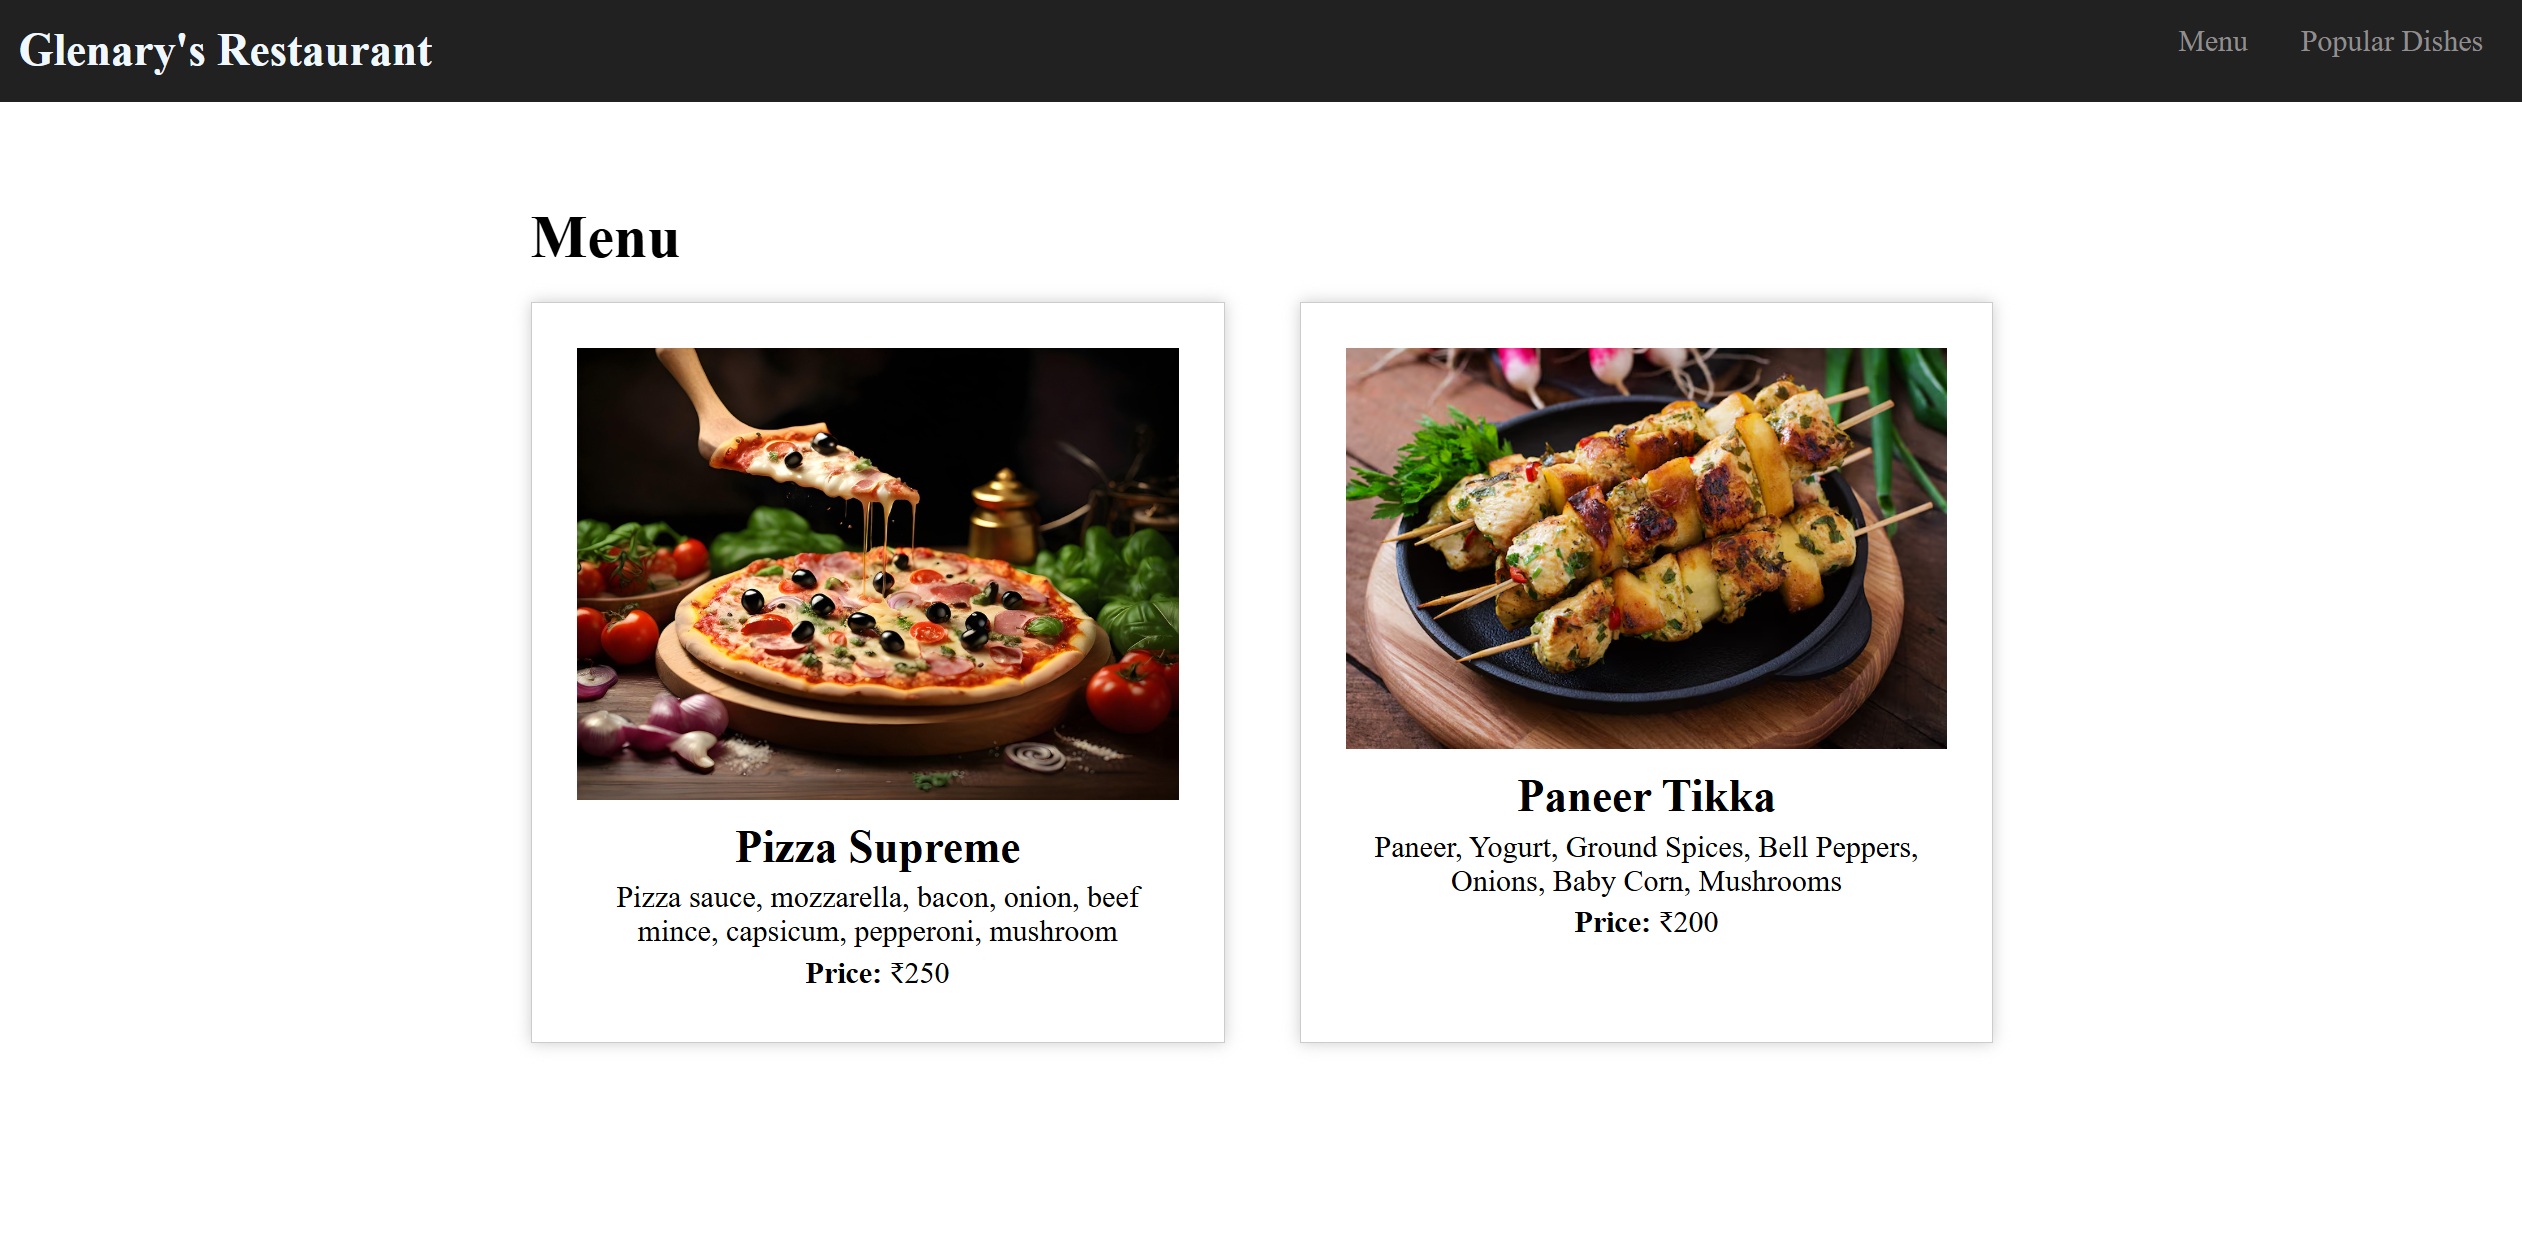 Glenary's Restaurant
Menu
Popular Dishes
Menu
Pizza Supreme
Pizza sauce, mozzarella, bacon, onion, beef
mince, capsicum, pepperoni, mushroom
Price: ₹250
Paneer Tikka
Paneer, Yogurt, Ground Spices, Bell Peppers,
Onions, Baby Corn, Mushrooms
Price: ₹200